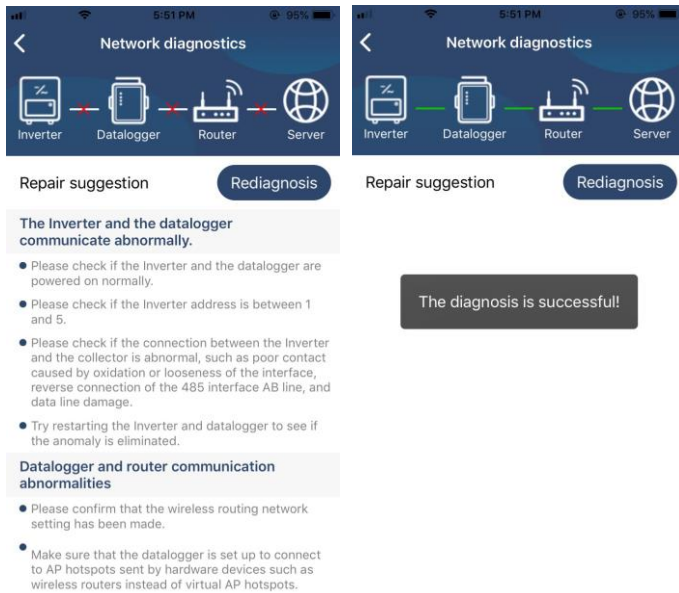 5:51 PM
95%
Network diagnostics
Inverter
Datalogger
Router
Server
Repair suggestion
Rediagnosis
The Inverter and the datalogger
communicate abnormally.
Please check if the Inverter and the datalogger are
powered on normally.
Please check if the Inverter address is between 1
and 5.
Please check if the connection between the Inverter
and the collector is abnormal, such as poor contact
caused by oxidation or looseness of the interface,
reverse connection of the 485 interface AB line, and
data line damage.
Try restarting the Inverter and datalogger to see if
the anomaly is eliminated.
Datalogger and router communication
abnormalities
Please confirm that the wireless routing network
setting has been made.
Make sure that the datalogger is set up to connect
to AP hotspots sent by hardware devices such as
wireless routers instead of virtual AP hotspots.
5:51 PM
95%
Network diagnostics
Inverter
Datalogger
Router
Server
Repair suggestion
Rediagnosis
The diagnosis is successful!